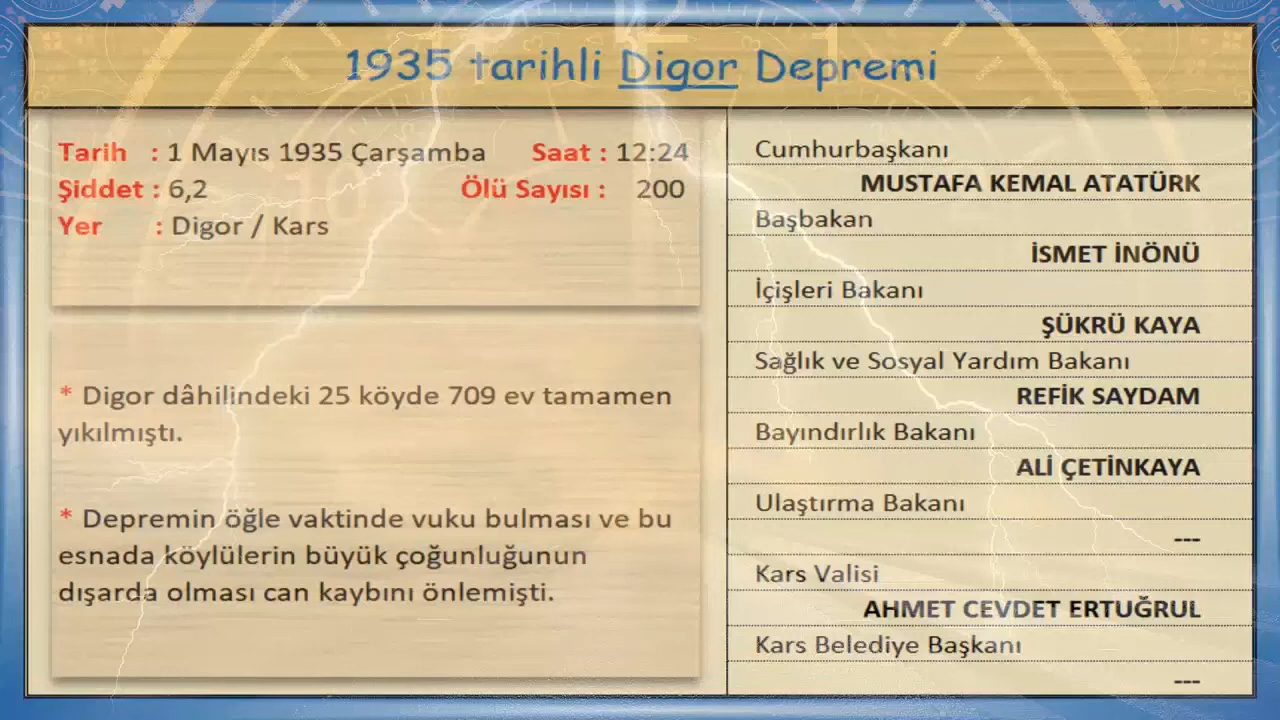 1935 tarihli Digor Depremi
Tarih : 1 Mayıs 1935 Çarşamba Saat : 12:24
Şiddet : 6,2 Ölü Sayısı : 200
Yer : Digor / Kars
* Digor dâhilindeki 25 köyde 709 ev tamamen
yıkılmıştı.
* Depremin öğle vaktinde vuku bulması ve bu
esnada köylülerin büyük çoğunluğunun
dışarda olması can kaybını önlemişti.
Cumhurbaşkanı
MUSTAFA KEMAL ATATÜRK
Başbakan
İSMET İNÖNÜ
İçişleri Bakanı
ŞÜKRÜ KAYA
Sağlık ve Sosyal Yardım Bakanı
REFİK SAYDAM
Bayındırlık Bakanı
ALİ ÇETİNKAYA
Ulaştırma Bakanı
---
Kars Valisi
AHMET CEVDET ERTUĞRUL
Kars Belediye Başkanı
---